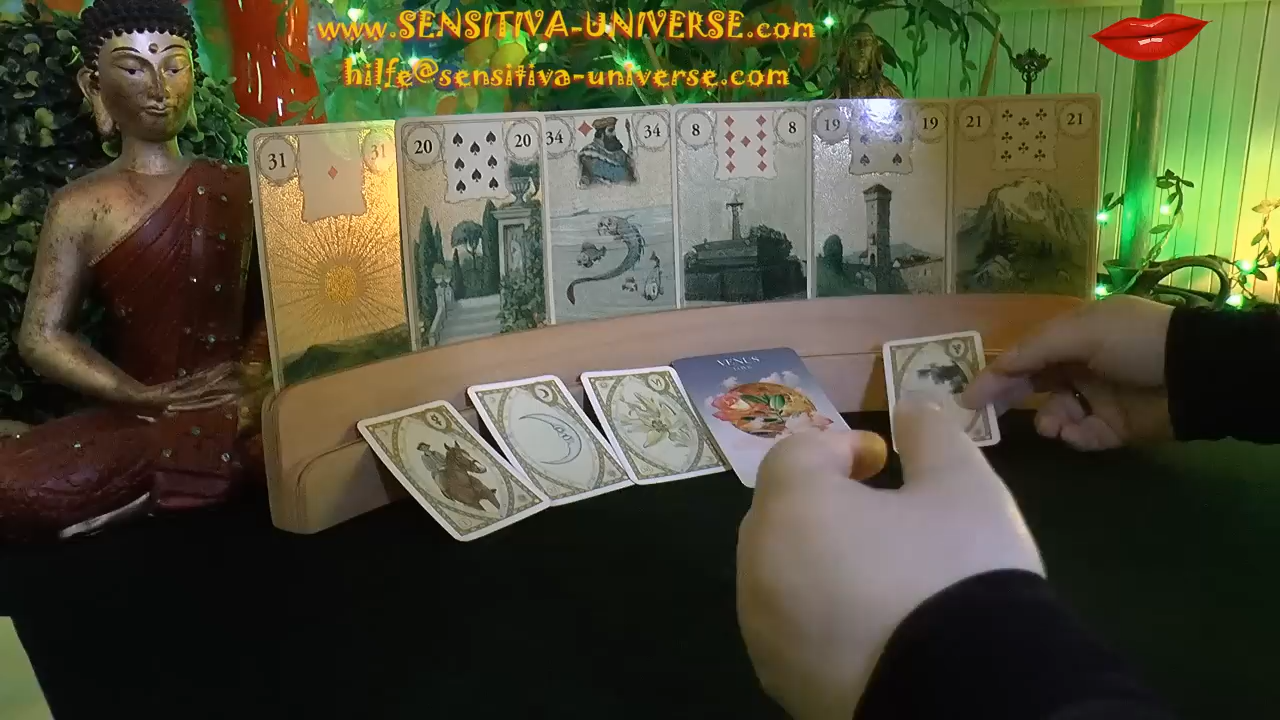 www.SENSITIVA-UNIVERSE.com
hilfe@sensitiva-universe.com
31 31
20 20
34 34
8 8
19 19
21 21
VENUS